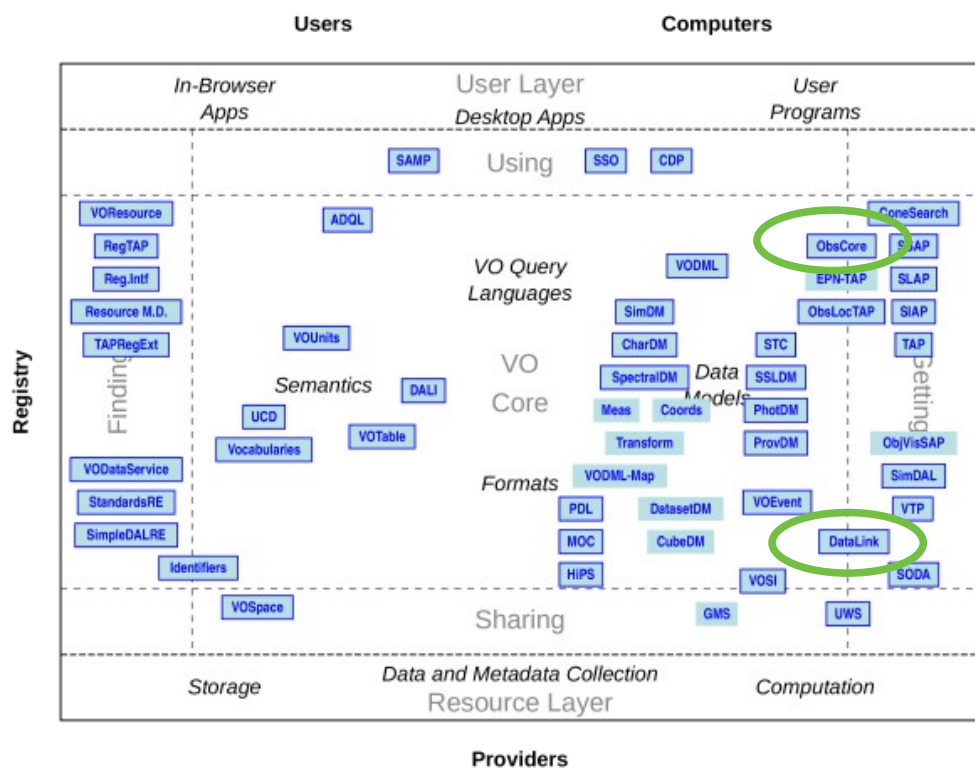 Users
Computers
In-Browser
Apps
User Layer
Desktop Apps
User
Programs
SAMP
Using
SSO
CDP
VOResource
ADQL
ConeSearch
RegTAP
ObsCore
SSAP
VO Query
Languages
VODML
Reg.Intf
EPN-TAP
SLAP
Resource M.D.
SimDM
ObsLocTAP
SIAP
TAPRegExt
VOUnits
CharDM
STC
TAP
Registry
Finding
Semantics
DALI
VO
Core
SpectralDM
Data
Models
SSLDM
Getting
UCD
Meas
Coords
PhotDM
Vocabularies
VOTable
Transform
ProvDM
ObjVisSAP
VODataService
Formats
VODML-Map
SimDAL
StandardsRE
PDL
DatasetDM
VOEvent
VTP
SimpleDALRE
MOC
CubeDM
DataLink
Identifiers
HiPS
VOSI
SODA
VOSpace
Sharing
GMS
UWS
Storage
Data and Metadata Collection
Resource Layer
Computation
Providers